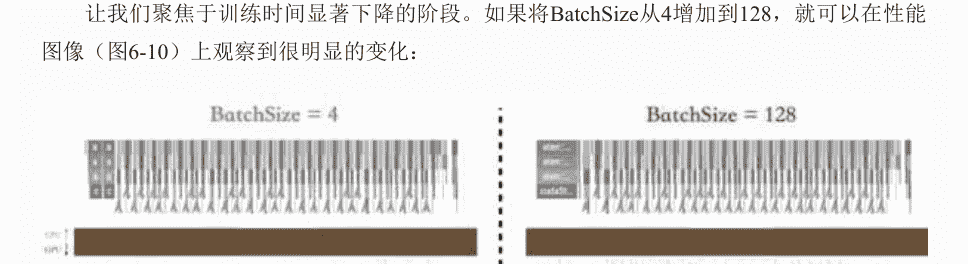 让我们聚焦于训练时间显著下降的阶段。如果将BatchSize从4增加到128，就可以在性能
图像（图6-10）上观察到很明显的变化：
BatchSize = 4
BatchSize = 128
GPU